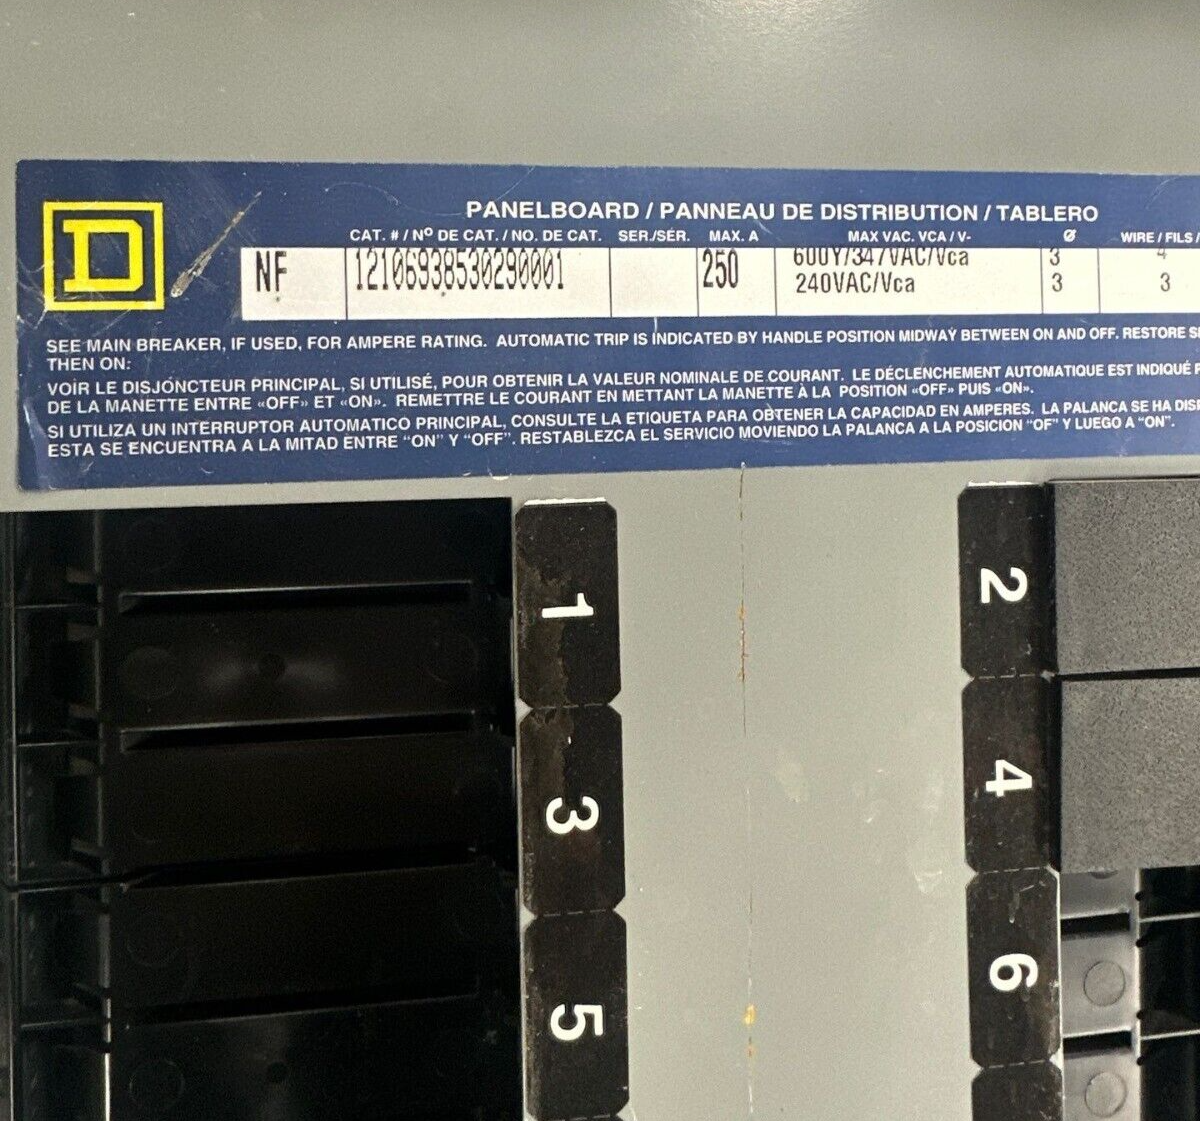 D
PANELBOARD / PANNEAU DE DISTRIBUTION / TABLERO
CAT. # / Nº DE CAT. / NO. DE CAT. SER./SÉR. MAX. A MAX VAC. VCA / V- Ø WIRE / FILS /
NF 12106938530290001 250 600Y/347VAC/Vca 3 4
240VAC/Vca 3 3
SEE MAIN BREAKER, IF USED, FOR AMPERE RATING. AUTOMATIC TRIP IS INDICATED BY HANDLE POSITION MIDWAY BETWEEN ON AND OFF. RESTORE
THEN ON:
VOIR LE DISJONCTEUR PRINCIPAL, SI UTILISÉ, POUR OBTENIR LA VALEUR NOMINALE DE COURANT. LE DÉCLENCHEMENT AUTOMATIQUE EST INDIQUÉ
DE LA MANETTE ENTRE «OFF» ET «ON». REMETTRE LE COURANT EN METTANT LA MANETTE À LA POSITION «OFF» PUIS «ON».
SI UTILIZA UN INTERRUPTOR AUTOMATICO PRINCIPAL, CONSULTE LA ETIQUETA PARA OBTENER LA CAPACIDAD EN AMPERES. LA PALANCA SE HA
ESTA SE ENCUENTRA A LA MITAD ENTRE "ON" Y "OFF". RESTABLEZCA EL SERVICIO MOVIENDO LA PALANCA A LA POSICION "OF" Y LUEGO A "ON".
1
2
3
4
5
6